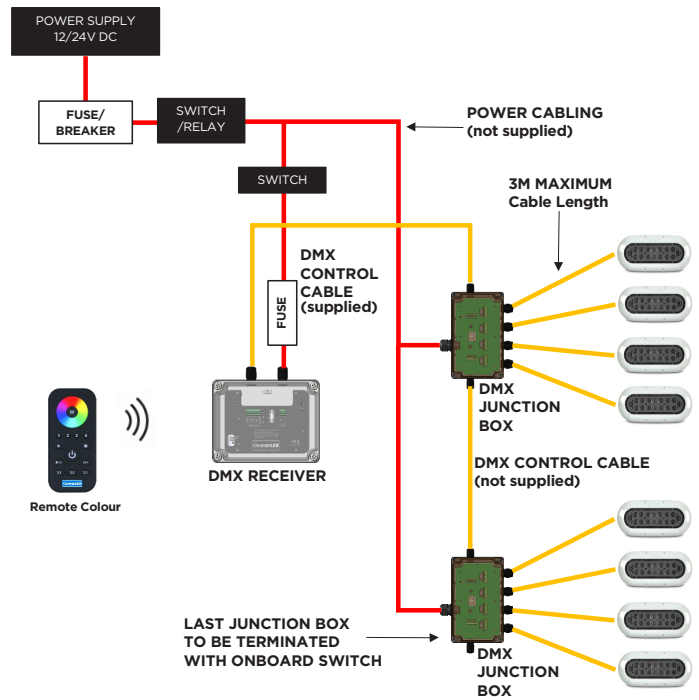 POWER SUPPLY
12/24V DC
FUSE/
BREAKER
SWITCH
/RELAY
POWER CABLING
(not supplied)
SWITCH
3M MAXIMUM
Cable Length
DMX
CONTROL
CABLE
(supplied)
FUSE
DMX
JUNCTION
BOX
DMX RECEIVER
DMX CONTROL CABLE
(not supplied)
Remote Colour
LAST JUNCTION BOX
TO BE TERMINATED
WITH ONBOARD SWITCH
DMX
JUNCTION
BOX